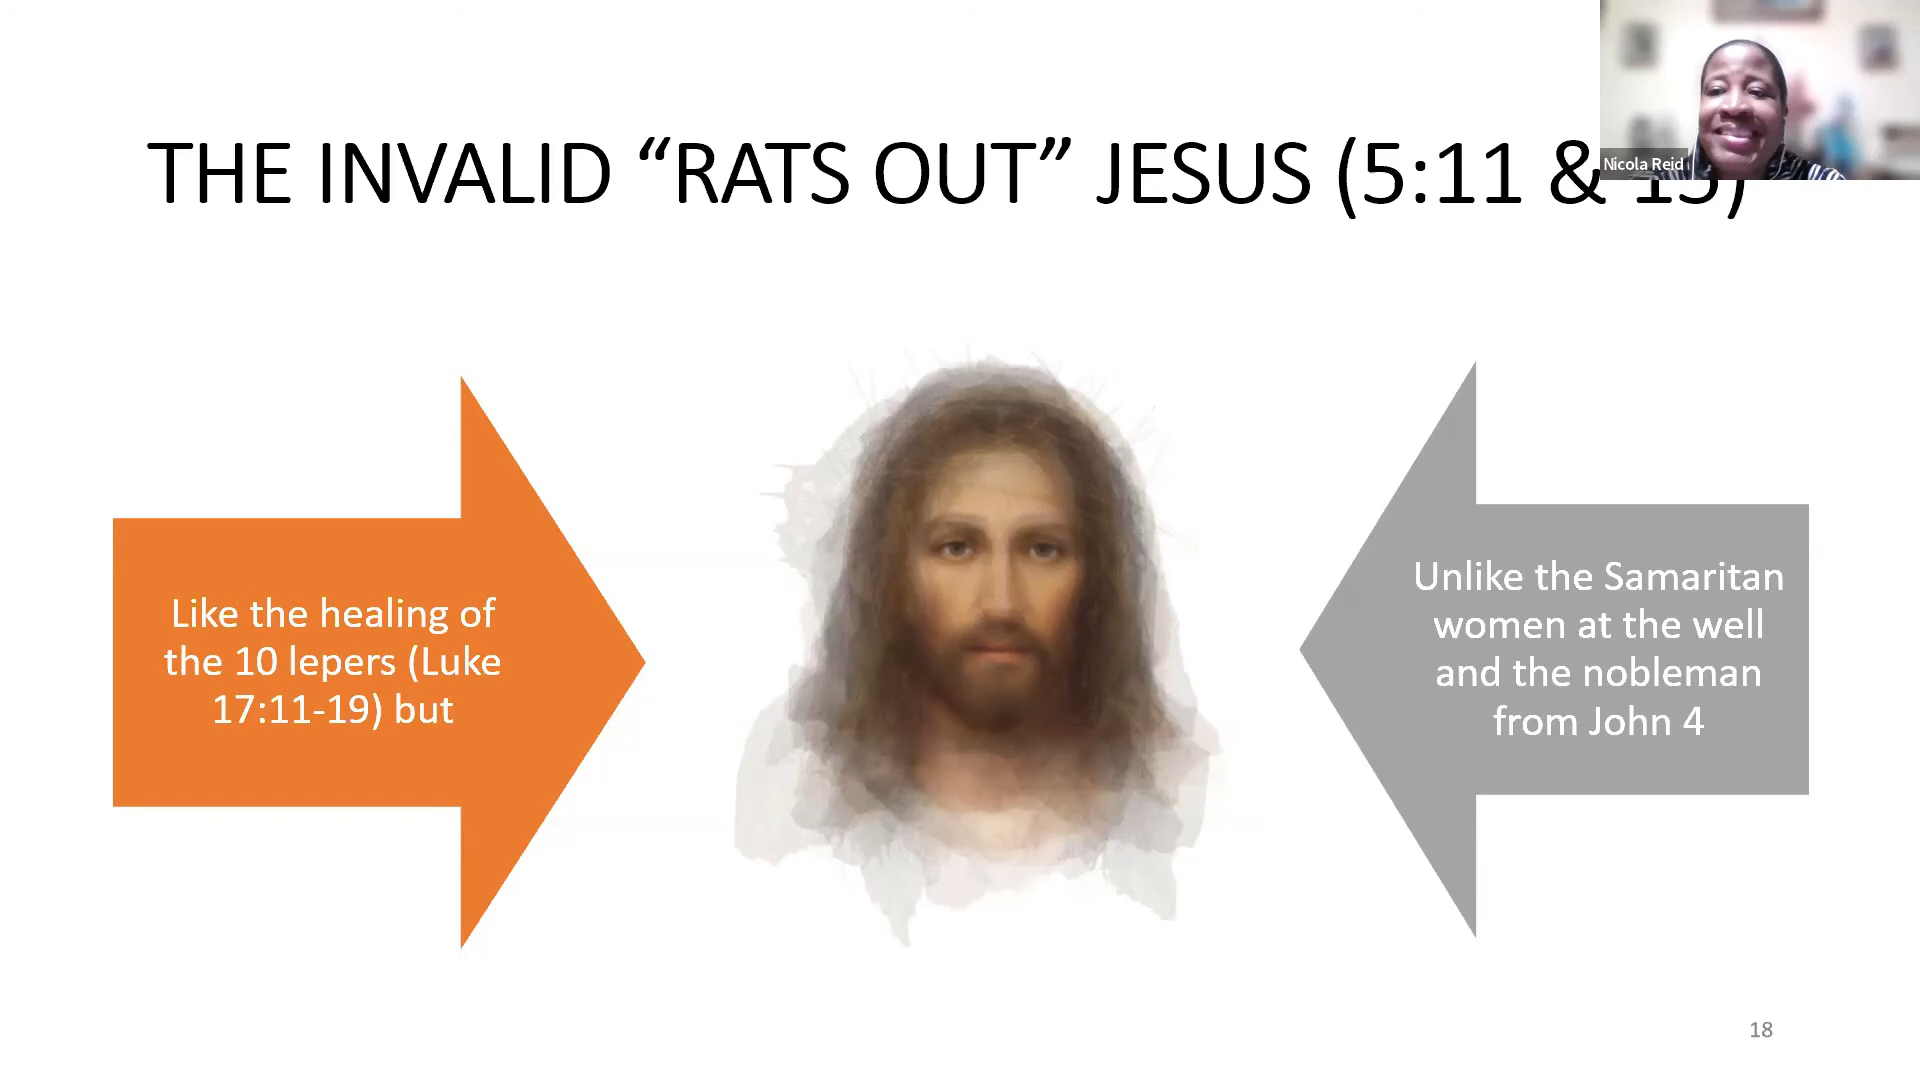 THE INVALID “RATS OUT” JESUS (5:11 & 15)
Nicola Reid
Like the healing of
the 10 lepers (Luke
17:11-19) but
Unlike the Samaritan
women at the well
and the nobleman
from John 4
18